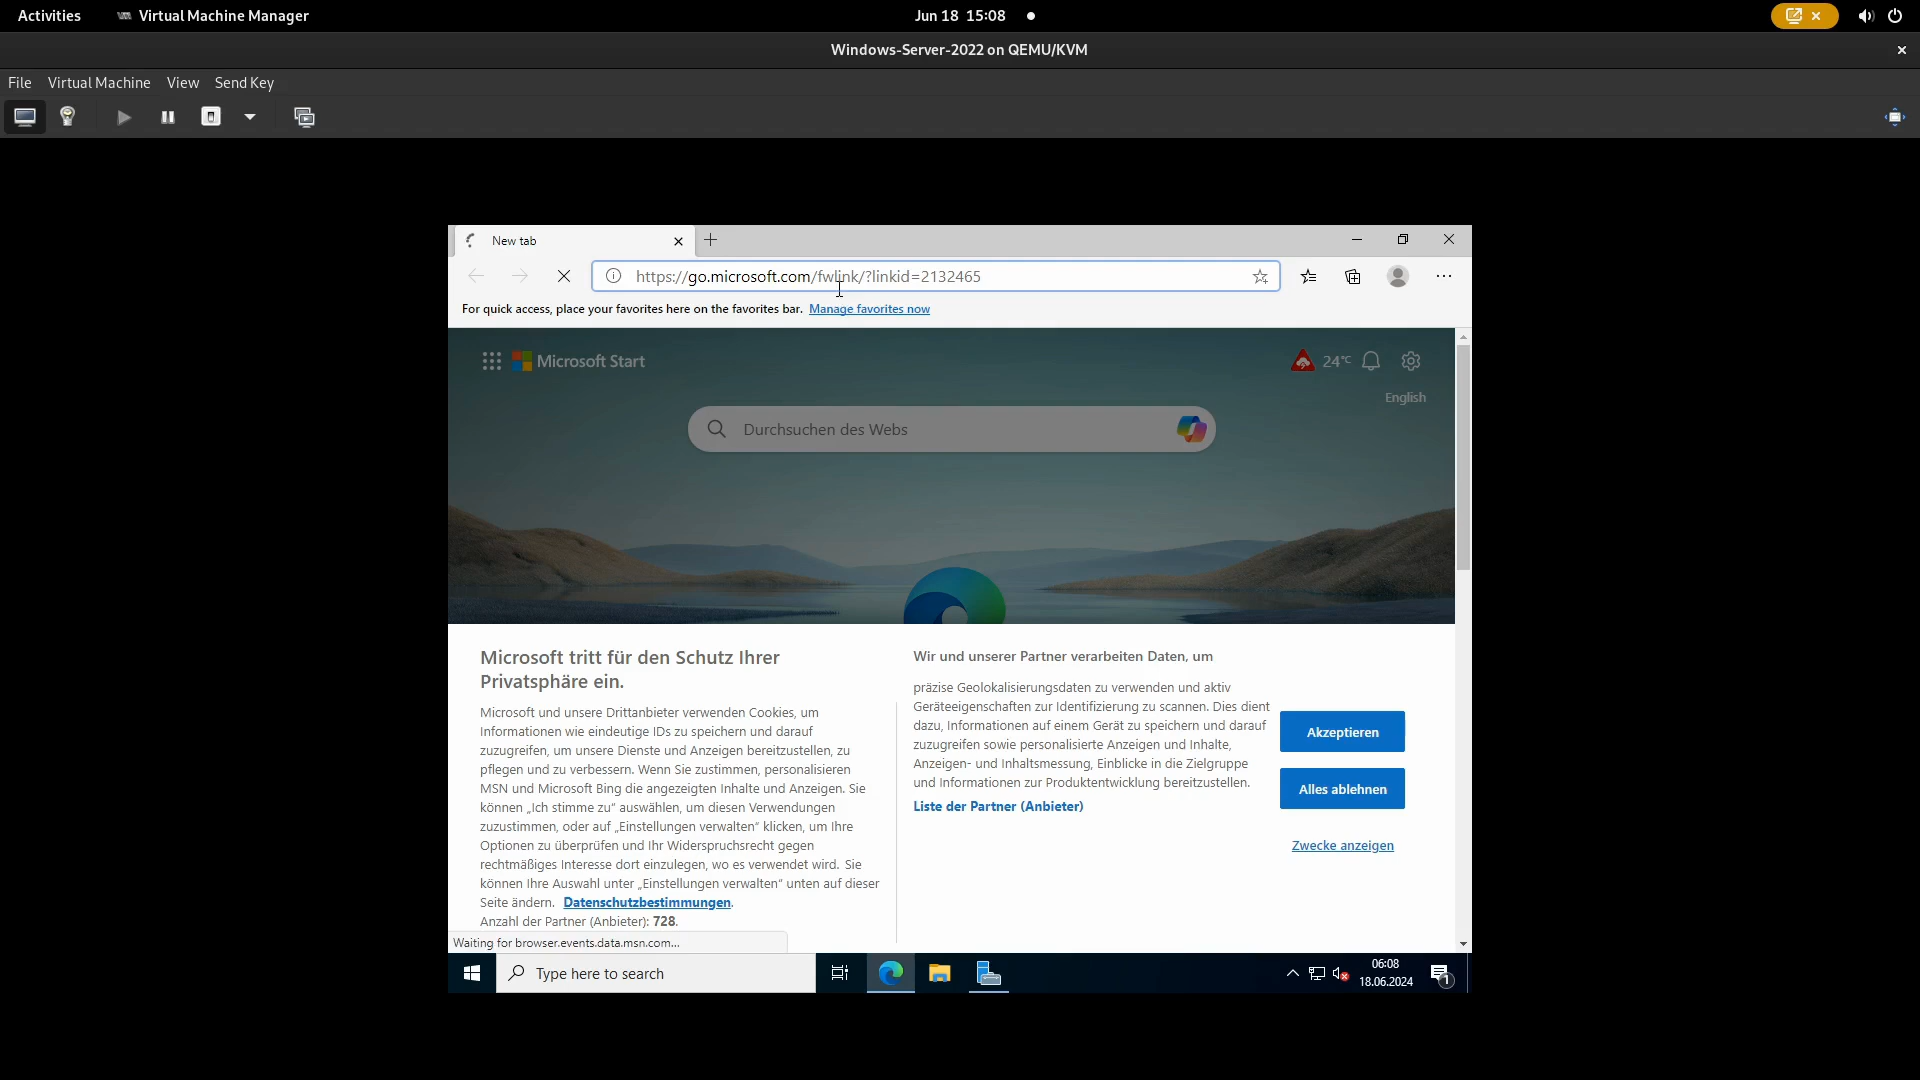 Activities
Virtual Machine Manager
Jun 18 15:08
Windows-Server-2022 on QEMU/KVM
File
Virtual Machine
View
Send Key
New tab
https://go.microsoft.com/fwlink/?linkid=2132465
For quick access, place your favorites here on the favorites bar. Manage favorites now
Microsoft Start
24°C
English
Durchsuchen des Webs
Microsoft tritt für den Schutz Ihrer
Privatsphäre ein.
Microsoft und unsere Drittanbieter verwenden Cookies, um
Informationen wie eindeutige IDs zu speichern und darauf
zuzugreifen, um unsere Dienste und Anzeigen bereitzustellen, zu
pflegen und zu verbessern. Wenn Sie zustimmen, personalisieren
MSN und Microsoft Bing die angezeigten Inhalte und Anzeigen. Sie
können „Ich stimme zu“ auswählen, um diesen Verwendungen
zuzustimmen, oder auf „Einstellungen verwalten“ klicken, um Ihre
Optionen zu überprüfen und Ihr Widerspruchsrecht gegen
rechtmäßiges Interesse dort einzulegen, wo es verwendet wird. Sie
können Ihre Auswahl unter „Einstellungen verwalten“ unten auf dieser
Seite ändern. Datenschutzbestimmungen.
Anzahl der Partner (Anbieter): 728.
Wir und unserer Partner verarbeiten Daten, um
präzise Geolokalisierungsdaten zu verwenden und aktiv
Geräteeigenschaften zur Identifizierung zu scannen. Dies dient
dazu, Informationen auf einem Gerät zu speichern und darauf
zuzugreifen sowie personalisierte Anzeigen und Inhalte,
Anzeigen- und Inhaltsmessung, Einblicke in die Zielgruppe
und Informationen zur Produktentwicklung bereitzustellen.
Liste der Partner (Anbieter)
Akzeptieren
Alles ablehnen
Zwecke anzeigen
Waiting for browser.events.data.msn.com...
Type here to search
06:08
18.06.2024
1